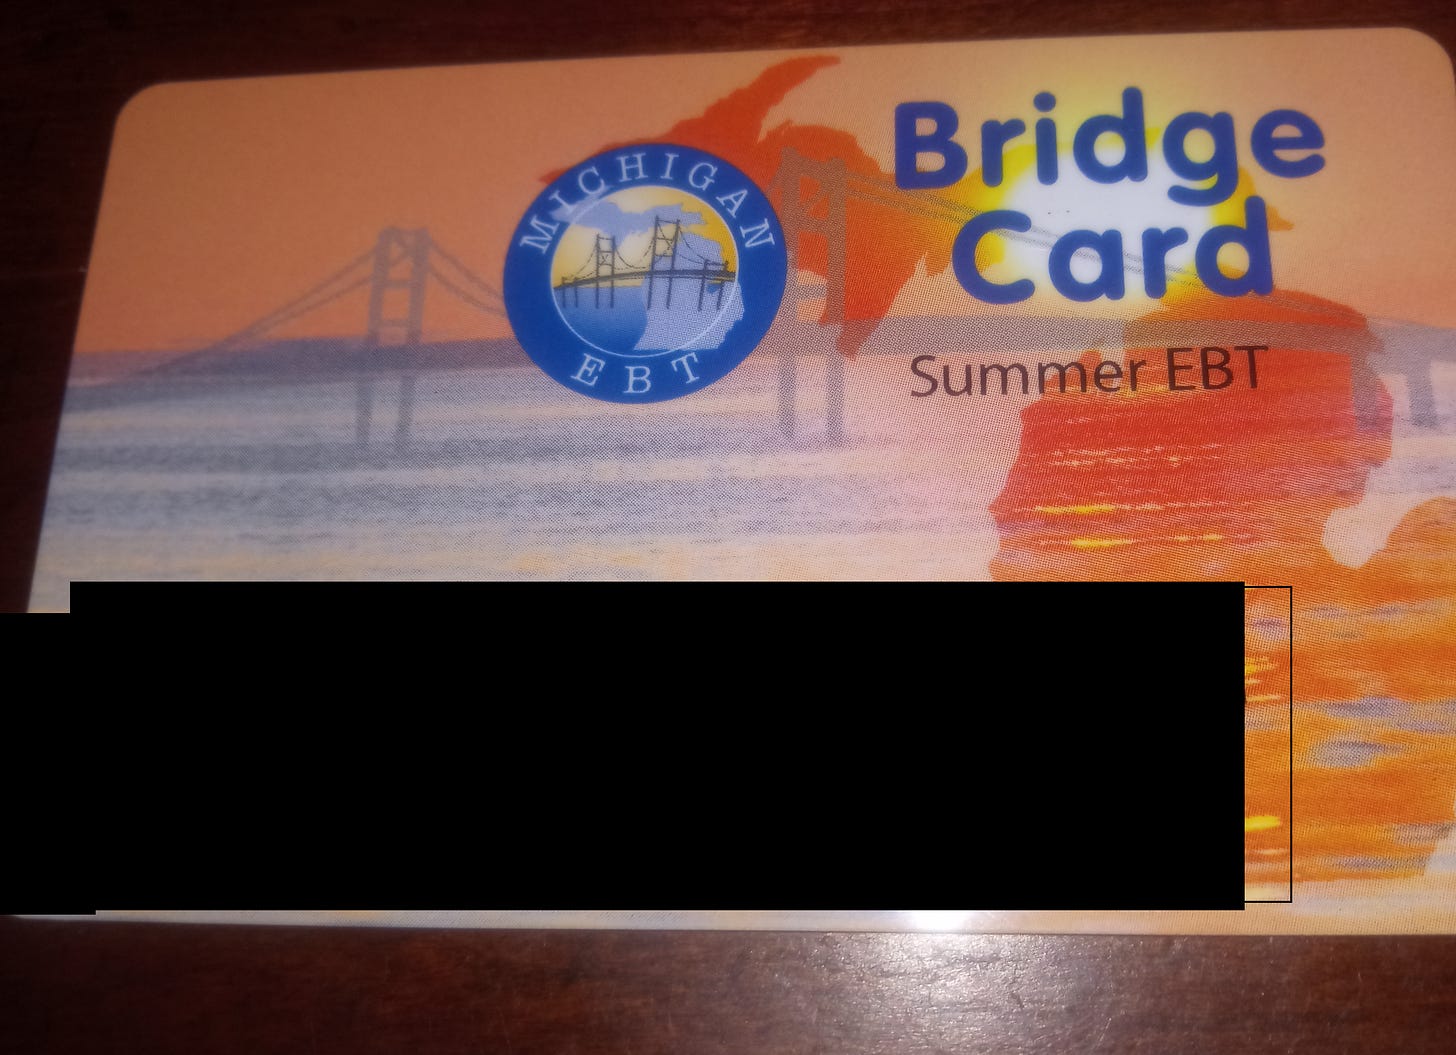 MICHIGAN
EBT
Bridge
Card
Summer EBT